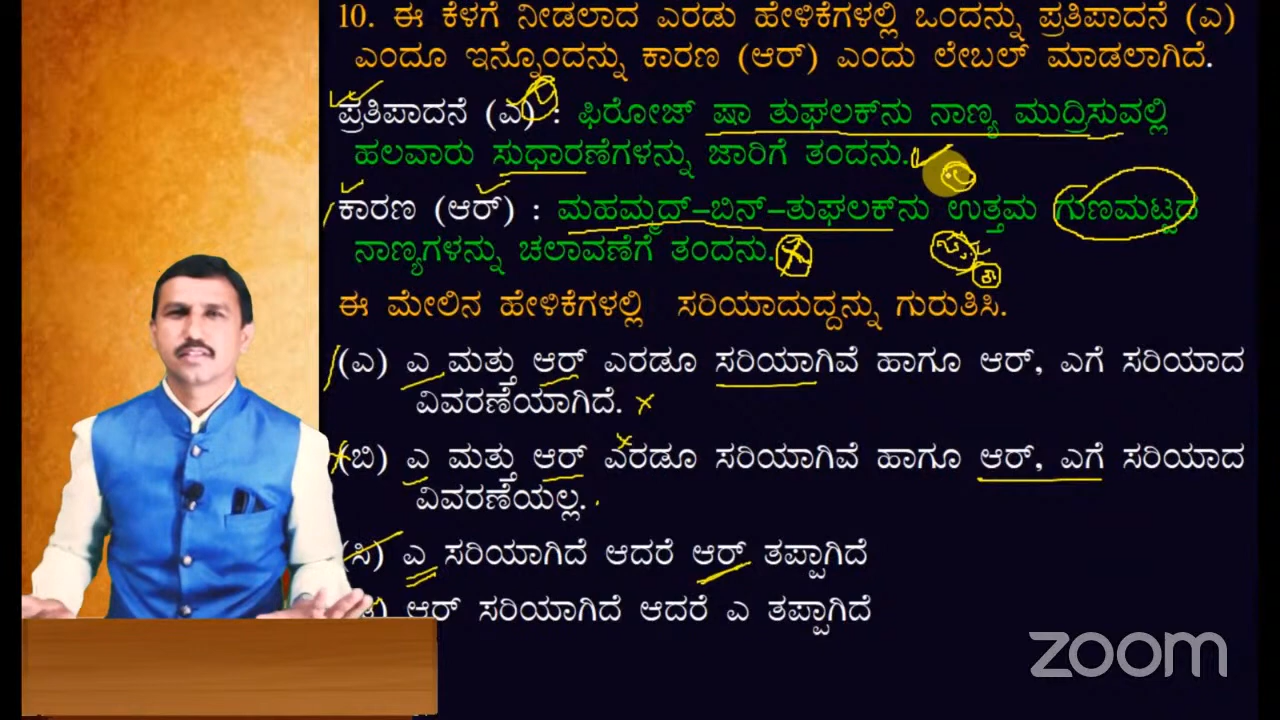 10. ಈ ಕೆಳಗೆ ನೀಡಲಾದ ಎರಡು ಹೇಳಿಕೆಗಳಲ್ಲಿ ಒಂದನ್ನು ಪ್ರತಿಪಾದನೆ (ಎ)
ಎಂದೂ ಇನ್ನೊಂದನ್ನು ಕಾರಣ (ಆರ್) ಎಂದು ಲೇಬಲ್ ಮಾಡಲಾಗಿದೆ.
ಪ್ರತಿಪಾದನೆ (ಎ) : ಫಿರೋಜ್ ಷಾ ತುಘಲಕ್‌ನು ನಾಣ್ಯ ಮುದ್ರಿಸುವಲ್ಲಿ
ಹಲವಾರು ಸುಧಾರಣೆಗಳನ್ನು ಜಾರಿಗೆ ತಂದನು.
ಕಾರಣ (ಆರ್) : ಮಹಮ್ಮದ್-ಬಿನ್-ತುಘಲಕ್‌ನು ಉತ್ತಮ ಗುಣಮಟ್ಟದ
ನಾಣ್ಯಗಳನ್ನು ಚಲಾವಣೆಗೆ ತಂದನು.
ಈ ಮೇಲಿನ ಹೇಳಿಕೆಗಳಲ್ಲಿ ಸರಿಯಾದುದ್ದನ್ನು ಗುರುತಿಸಿ.
(ಎ) ಎ ಮತ್ತು ಆರ್ ಎರಡೂ ಸರಿಯಾಗಿವೆ ಹಾಗೂ ಆರ್, ಎಗೆ ಸರಿಯಾದ
ವಿವರಣೆಯಾಗಿದೆ.
(ಬಿ) ಎ ಮತ್ತು ಆರ್ ಎರಡೂ ಸರಿಯಾಗಿವೆ ಹಾಗೂ ಆರ್, ಎಗೆ ಸರಿಯಾದ
ವಿವರಣೆಯಲ್ಲ.
(ಸಿ) ಎ ಸರಿಯಾಗಿದೆ ಆದರೆ ಆರ್ ತಪ್ಪಾಗಿದೆ
ಆರ್ ಸರಿಯಾಗಿದೆ ಆದರೆ ಎ ತಪ್ಪಾಗಿದೆ
zoom